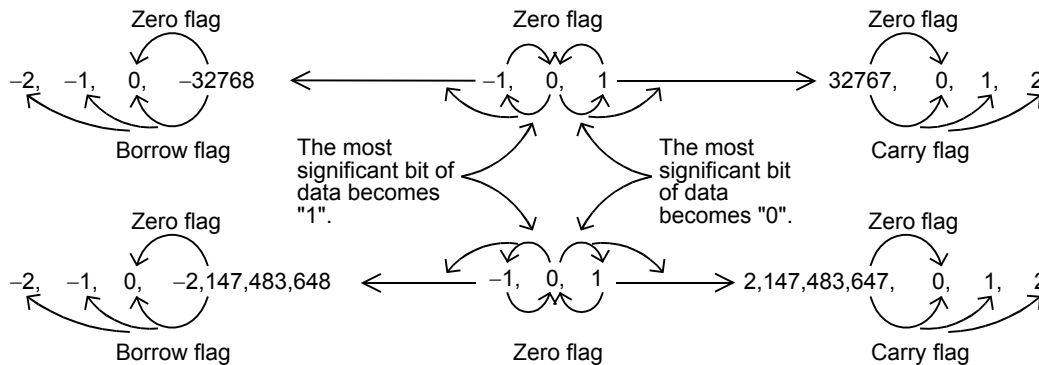 Zero flag
Zero flag
Zero flag
−2, −1, 0, −32768
−1, 0, 1
32767, 0, 1, 2
Borrow flag
The most
significant bit of
data becomes
"1".
The most
significant bit
of data
becomes "0".
Carry flag
Zero flag
Zero flag
−2, −1, 0, −2,147,483,648
−1, 0, 1
2,147,483,647, 0, 1, 2
Borrow flag
Zero flag
Carry flag